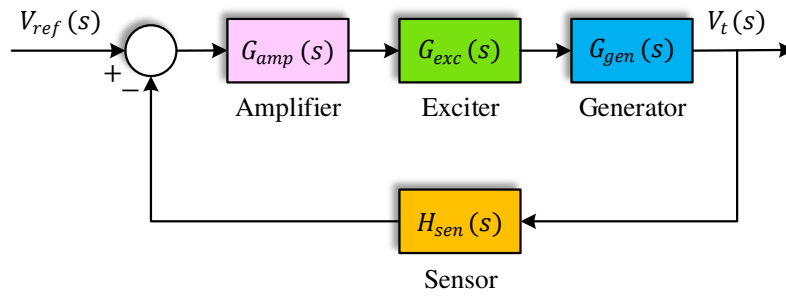 V_ref(s)
+
−
G_amp(s)
Amplifier
G_exc(s)
Exciter
G_gen(s)
Generator
V_t(s)
H_sen(s)
Sensor